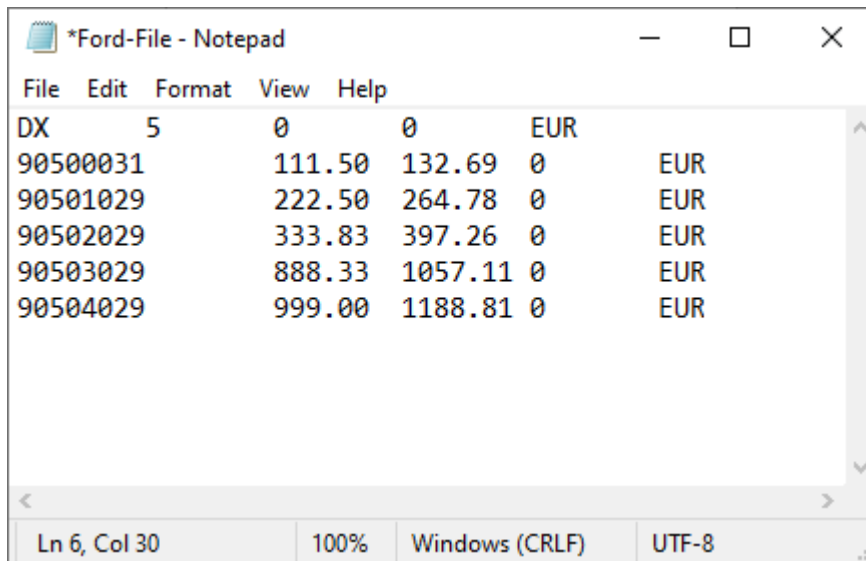 *Ford-File - Notepad
File Edit Format View Help
DX 5 0 0 EUR
90500031 111.50 132.69 0 EUR
90501029 222.50 264.78 0 EUR
90502029 333.83 397.26 0 EUR
90503029 888.33 1057.11 0 EUR
90504029 999.00 1188.81 0 EUR
Ln 6, Col 30 100% Windows (CRLF) UTF-8